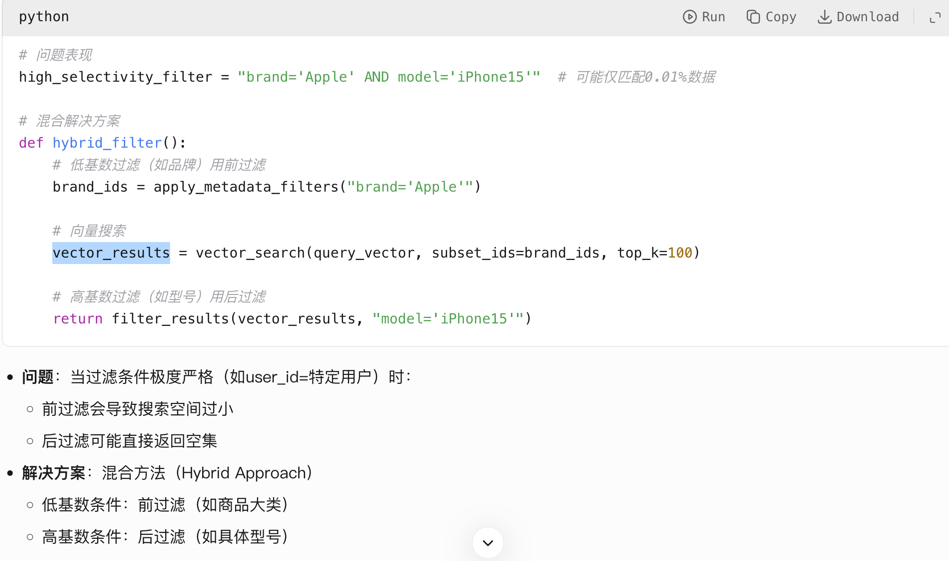 python
Run Copy Download
# 问题表现
high_selectivity_filter = "brand='Apple' AND model='iPhone15'"  # 可能仅匹配0.01%数据
# 混合解决方案
def hybrid_filter():
# 低基数过滤（如品牌）用前过滤
brand_ids = apply_metadata_filters("brand='Apple'")
# 向量搜索
vector_results = vector_search(query_vector, subset_ids=brand_ids, top_k=100)
# 高基数过滤（如型号）用后过滤
return filter_results(vector_results, "model='iPhone15'")
• 问题：当过滤条件极度严格（如user_id=特定用户）时：
○ 前过滤会导致搜索空间过小
○ 后过滤可能直接返回空集
• 解决方案：混合方法（Hybrid Approach）
○ 低基数条件：前过滤（如商品大类）
○ 高基数条件：后过滤（如具体型号）